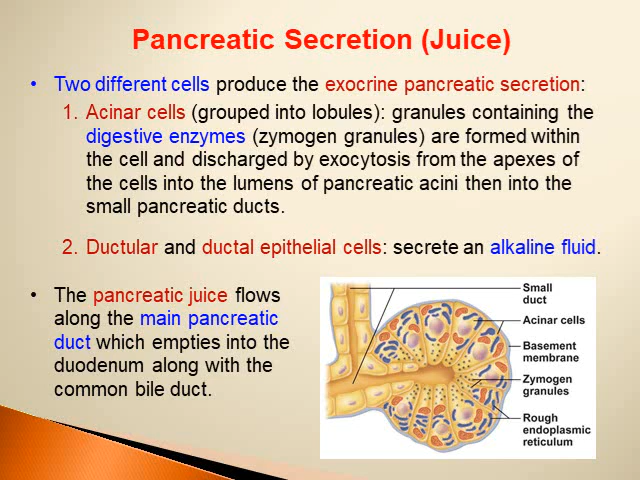 Pancreatic Secretion (Juice)
• Two different cells produce the exocrine pancreatic secretion:
1. Acinar cells (grouped into lobules): granules containing the
digestive enzymes (zymogen granules) are formed within
the cell and discharged by exocytosis from the apexes of
the cells into the lumens of pancreatic acini then into the
small pancreatic ducts.
2. Ductular and ductal epithelial cells: secrete an alkaline fluid.
• The pancreatic juice flows
along the main pancreatic
duct which empties into the
duodenum along with the
common bile duct.
Small
duct
Acinar cells
Basement
membrane
Zymogen
granules
Rough
endoplasmic
reticulum